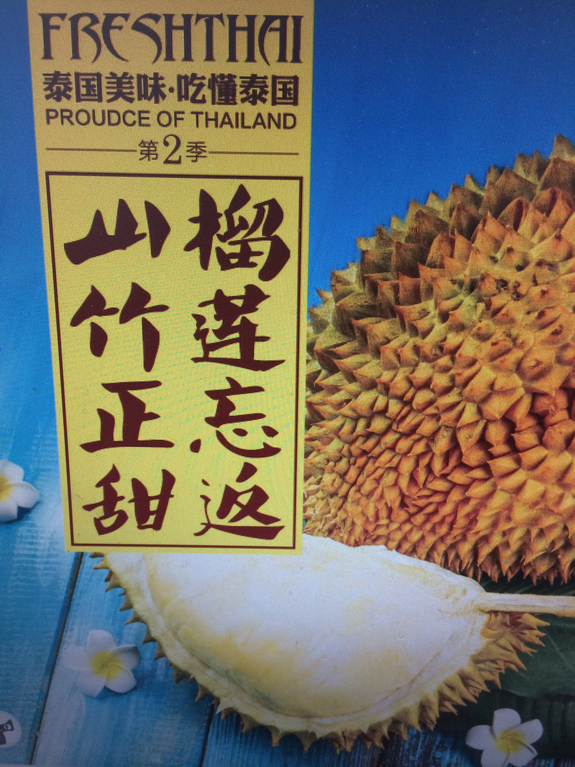 FRESHTHAI
泰国美味·吃懂泰国
PROUDCE OF THAILAND
第2季
榴莲忘返
山竹正甜